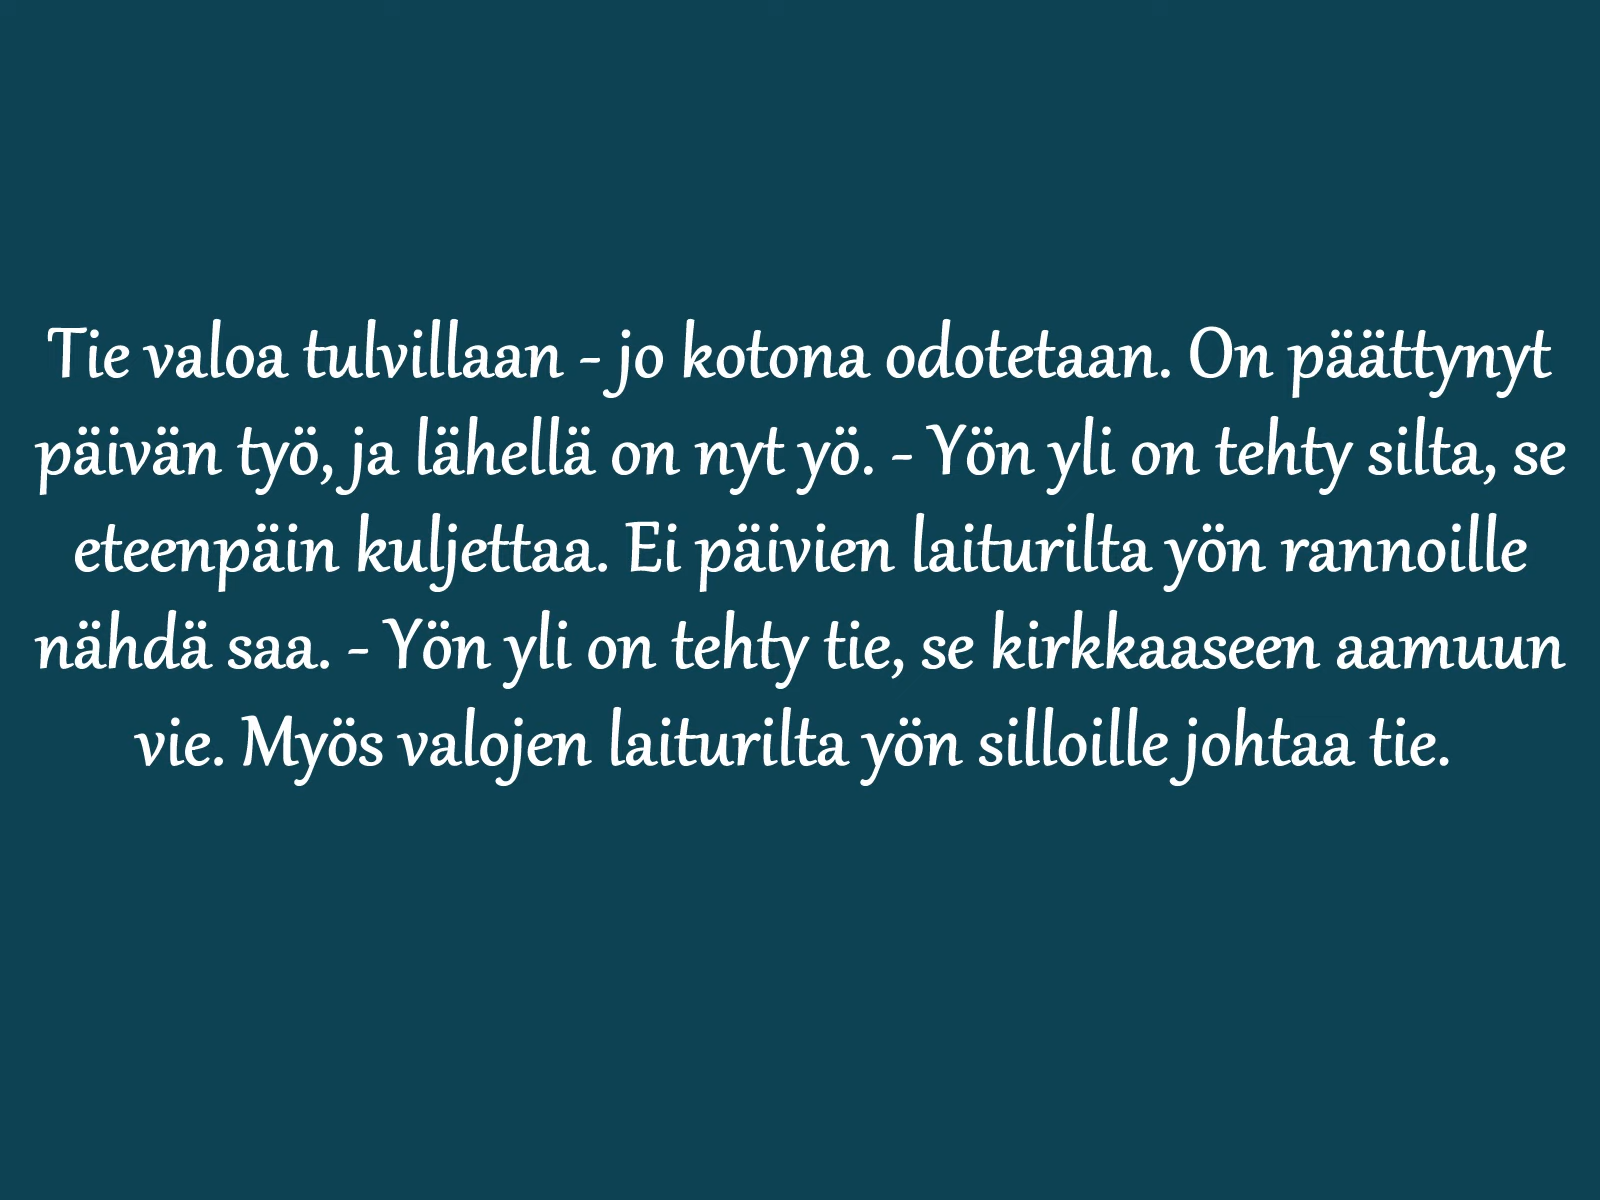 Tie valoa tulvillaan - jo kotona odotetaan. On päättynyt
päivän työ, ja lähellä on nyt yö. - Yön yli on tehty silta, se
eteenpäin kuljettaa. Ei päivien laiturilta yön rannoille
nähdä saa. - Yön yli on tehty tie, se kirkkaaseen aamuun
vie. Myös valojen laiturilta yön silloille johtaa tie.